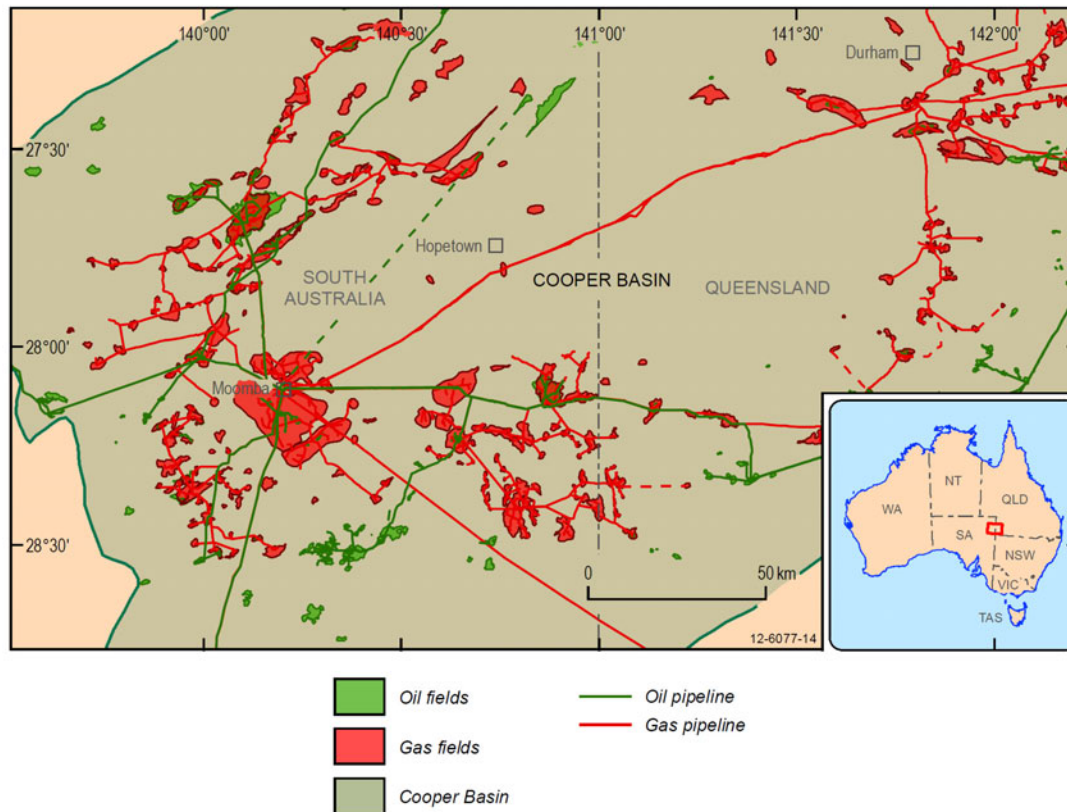 140°00'
140°30'
141°00'
141°30'
142°00'
Durham
27°30'
Hopetown
SOUTH
AUSTRALIA
COOPER BASIN
QUEENSLAND
28°00'
Moomba
28°30'
0
50 km
12-6077-14
NT
QLD
WA
SA
NSW
VIC
TAS
Oil fields
Oil pipeline
Gas fields
Gas pipeline
Cooper Basin